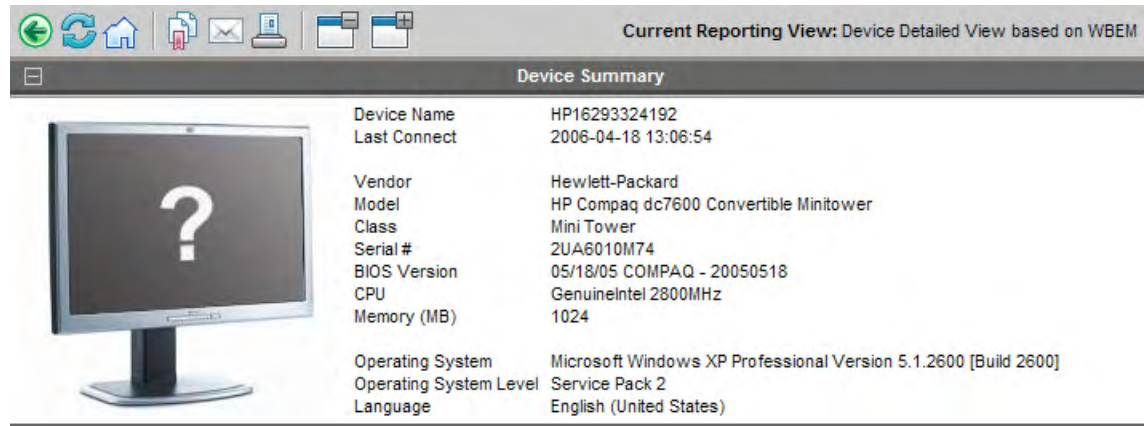 Current Reporting View: Device Detailed View based on WBEM
Device Summary
Device Name HP16293324192
Last Connect 2006-04-18 13:06:54
Vendor Hewlett-Packard
Model HP Compaq dc7600 Convertible Minitower
Class Mini Tower
Serial # 2UA6010M74
BIOS Version 05/18/05 COMPAQ - 20050518
CPU GenuineIntel 2800MHz
Memory (MB) 1024
?
Operating System Microsoft Windows XP Professional Version 5.1.2600 [Build 2600]
Operating System Level Service Pack 2
Language English (United States)